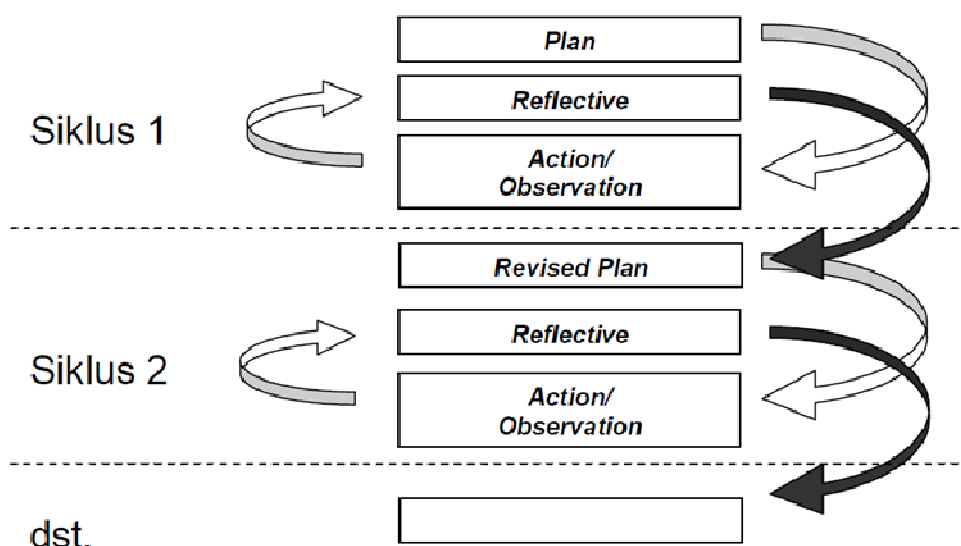 Plan
Siklus 1
Reflective
Action/
Observation
Revised Plan
Siklus 2
Reflective
Action/
Observation
dst.